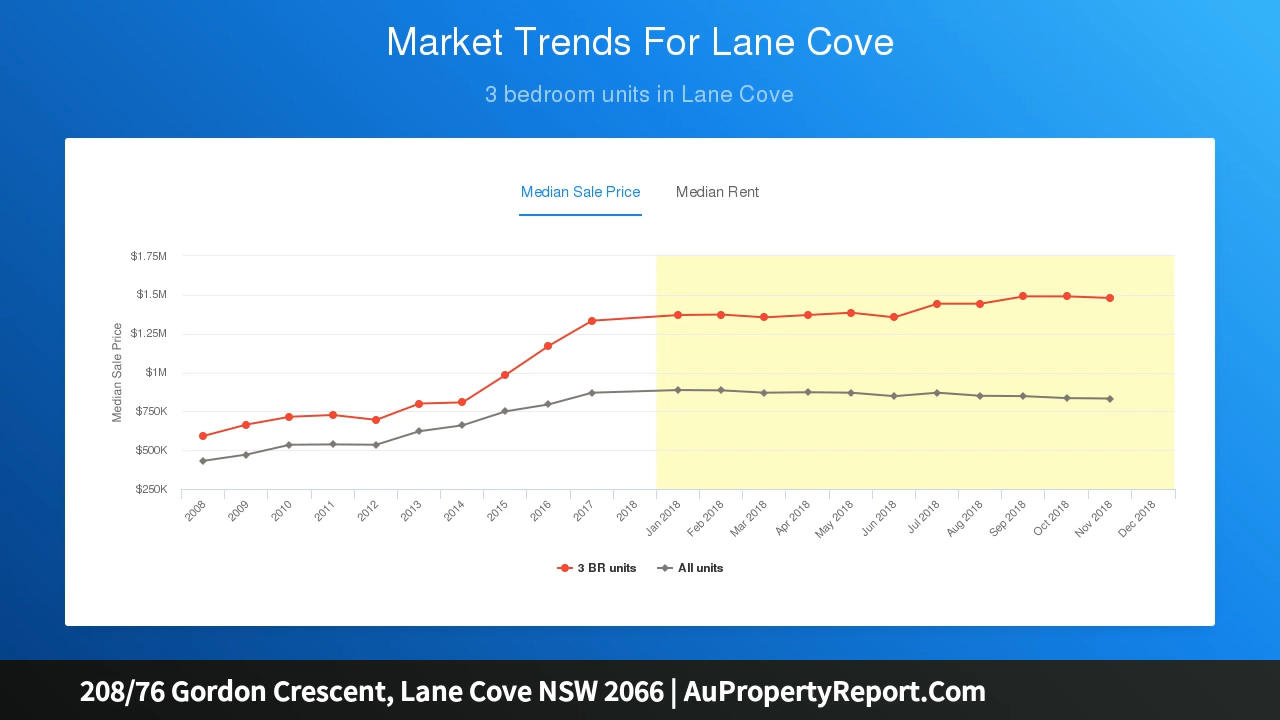 Market Trends For Lane Cove
3 bedroom units in Lane Cove
Median Sale Price Median Rent
Median Sale Price
$1.75M
$1.5M
$1.25M
$1M
$750K
$500K
$250K
2008 2009 2010 2011 2012 2013 2014 2015 2016 2017 2018 Jan 2018 Feb 2018 Mar 2018 Apr 2018 May 2018 Jun 2018 Jul 2018 Aug 2018 Sep 2018 Oct 2018 Nov 2018 Dec 2018
3 BR units All units
208/76 Gordon Crescent, Lane Cove NSW 2066 | AuPropertyReport.Com